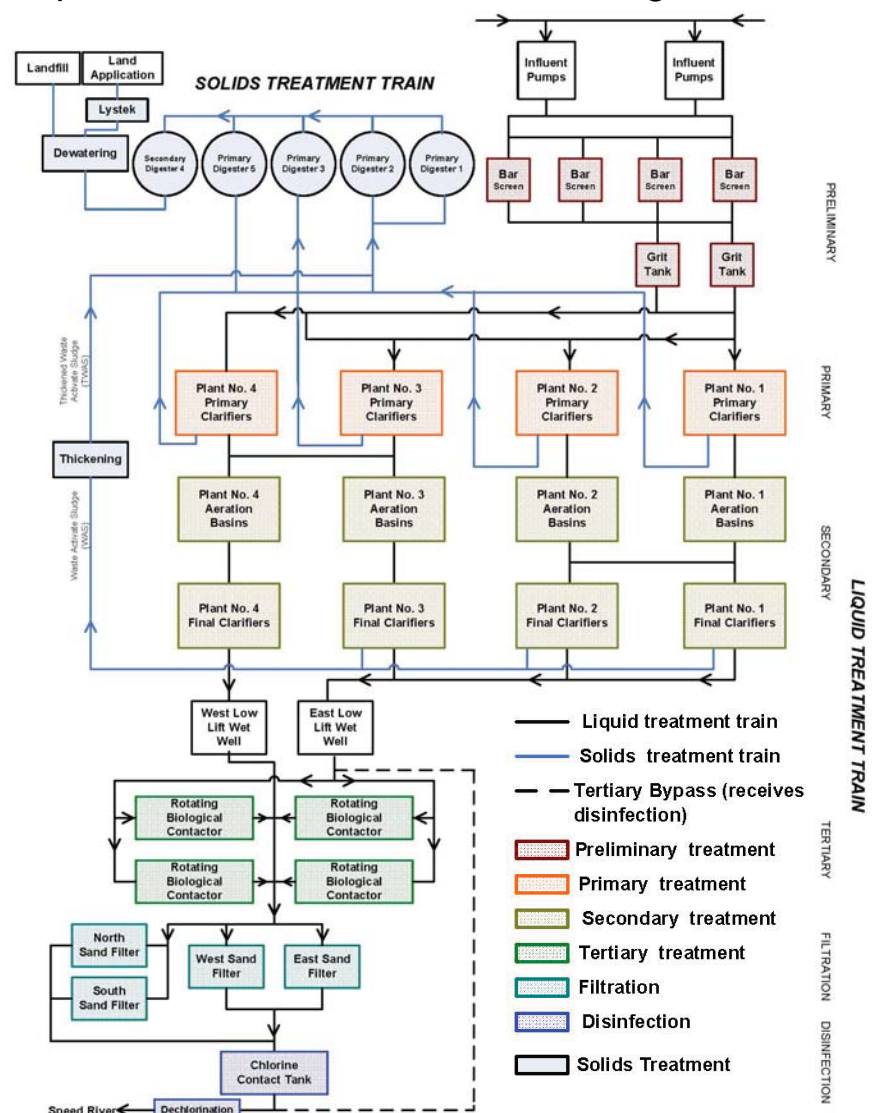 Landfill
Land
Application
SOLIDS TREATMENT TRAIN
Influent
Pumps
Influent
Pumps
Lystek
Dewatering
Secondary
Digester 4
Primary
Digester 5
Primary
Digester 3
Primary
Digester 2
Primary
Digester 1
Bar
Screen
Bar
Screen
Bar
Screen
Bar
Screen
PRELIMINARY
Grit
Tank
Grit
Tank
Thickened Waste
Activate Sludge
(TWAS)
Plant No. 4
Primary
Clarifiers
Plant No. 3
Primary
Clarifiers
Plant No. 2
Primary
Clarifiers
Plant No. 1
Primary
Clarifiers
PRIMARY
Thickening
Waste Activate Sludge
(WAS)
Plant No. 4
Aeration
Basins
Plant No. 3
Aeration
Basins
Plant No. 2
Aeration
Basins
Plant No. 1
Aeration
Basins
SECONDARY
Plant No. 4
Final Clarifiers
Plant No. 3
Final Clarifiers
Plant No. 2
Final Clarifiers
Plant No. 1
Final Clarifiers
LIQUID TREATMENT TRAIN
West Low
Lift Wet
Well
East Low
Lift Wet
Well
Liquid treatment train
Solids treatment train
Tertiary Bypass (receives
disinfection)
Preliminary treatment
Primary treatment
Secondary treatment
Tertiary treatment
Filtration
Disinfection
Solids Treatment
Rotating
Biological
Contactor
Rotating
Biological
Contactor
Rotating
Biological
Contactor
Rotating
Biological
Contactor
TERTIARY
North
Sand Filter
South
Sand Filter
West Sand
Filter
East Sand
Filter
FILTRATION
Chlorine
Contact Tank
DISINFECTION
Speed River
Dechlorination